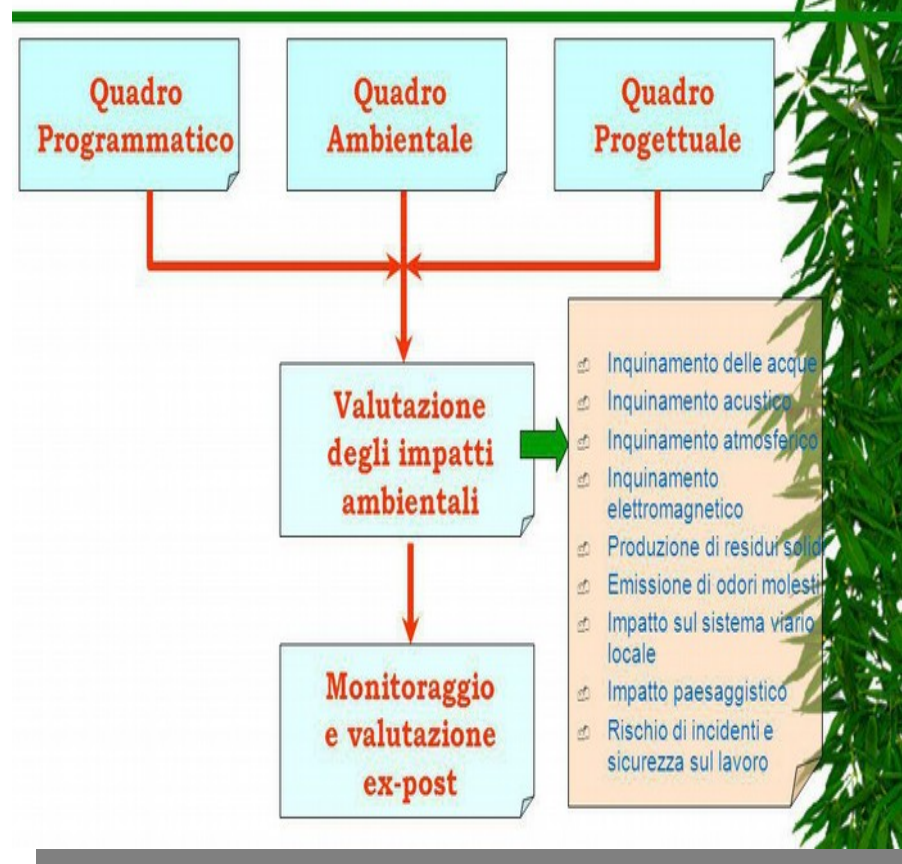 Quadro
Programmatico
Quadro
Ambientale
Quadro
Progettuale
Valutazione
degli impatti
ambientali
Inquinamento delle acque
Inquinamento acustico
Inquinamento atmosferico
Inquinamento
elettromagnetico
Produzione di residui solidi
Emissione di odori molesti
Impatto sul sistema viario
locale
Impatto paesaggistico
Rischio di incidenti e
sicurezza sul lavoro
Monitoraggio
e valutazione
ex-post